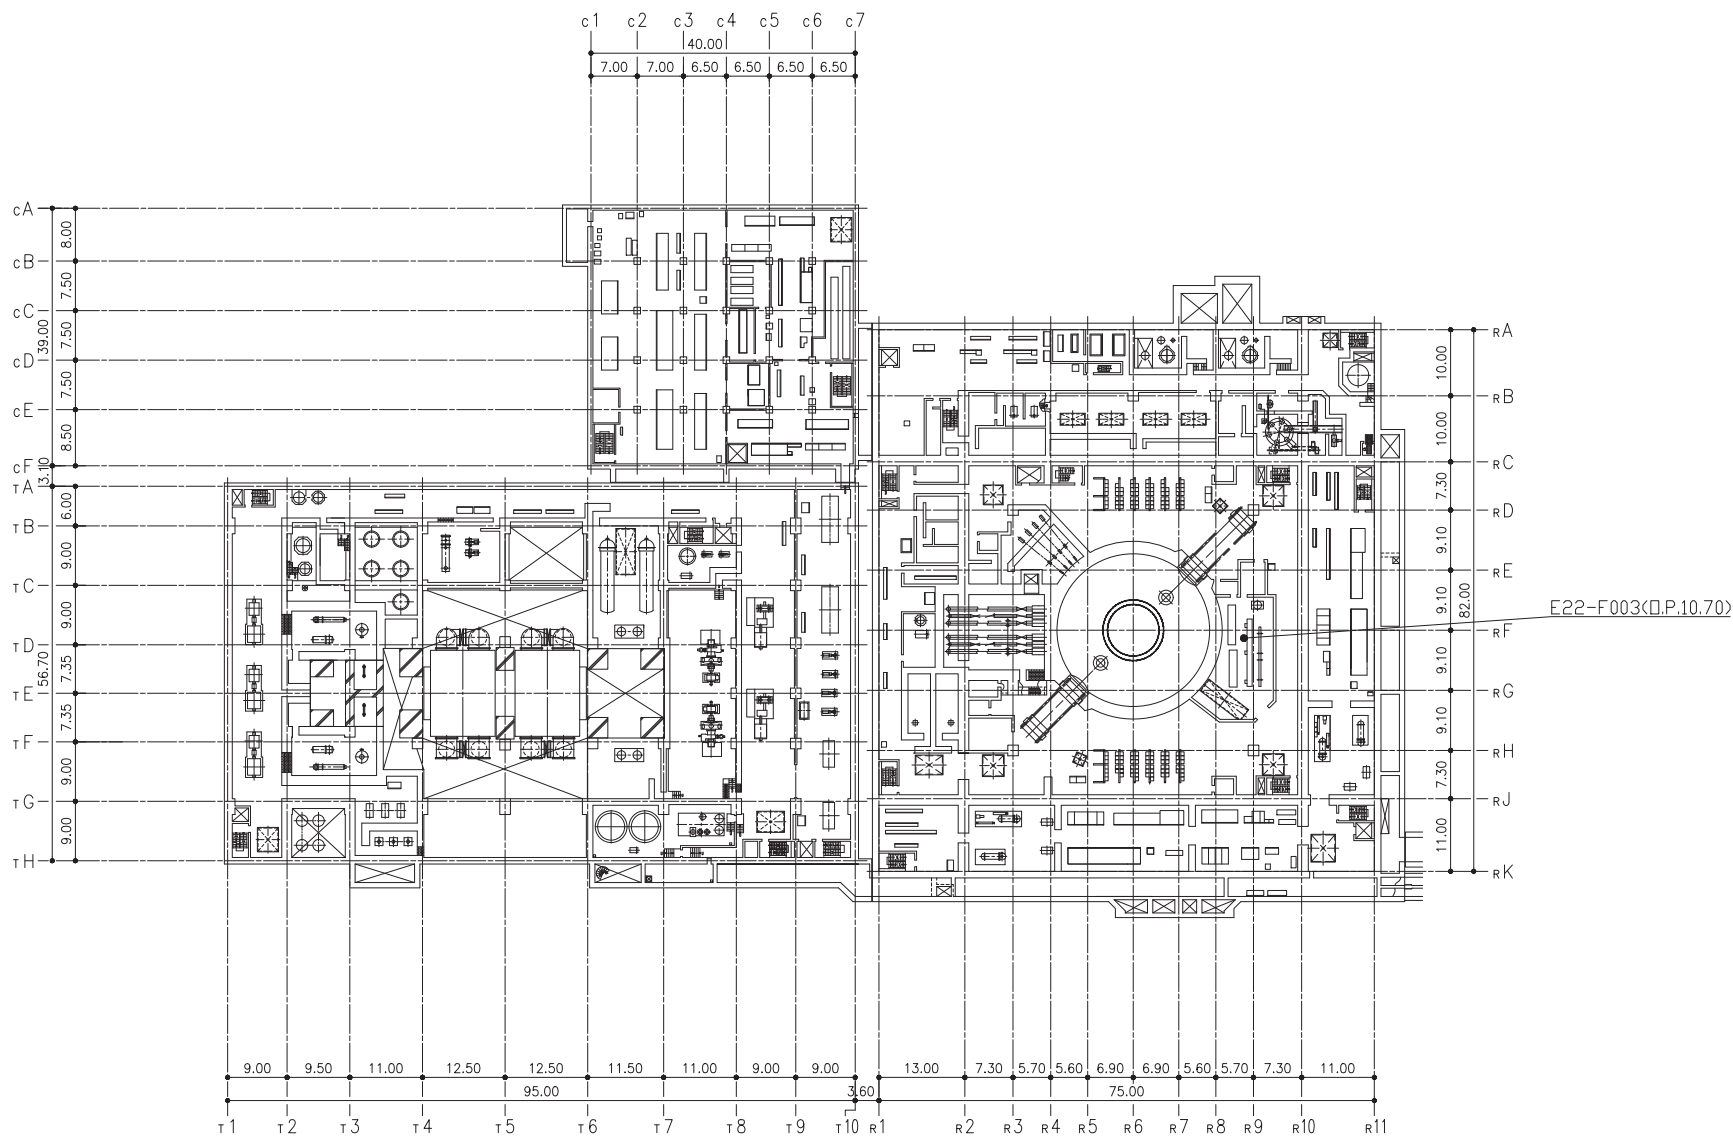 c1 c2 c3 c4 c5 c6 c7
40.00
7.00 7.00 6.50 6.50 6.50 6.50
cA
8.00
cB
7.50
cC
39.00
7.50
cD
7.50
cE
8.50
cF
3.10
TA
6.00
TB
9.00
TC
9.00
TD
7.35
56.70
TE
7.35
TF
9.00
TG
9.00
TH
RA
10.00
RB
10.00
RC
7.30
RD
9.10
RE
9.10
82.00
E22-F003(O.P.10.70)
RF
9.10
RG
9.10
RH
7.30
RJ
11.00
RK
9.00 9.50 11.00 12.50 12.50 11.50 11.00 9.00 9.00 13.00 7.30 5.70 5.60 6.90 6.90 5.60 5.70 7.30 11.00
95.00 3.60 75.00
T1 T2 T3 T4 T5 T6 T7 T8 T9 T10 R1 R2 R3 R4 R5 R6 R7 R8 R9 R10 R11